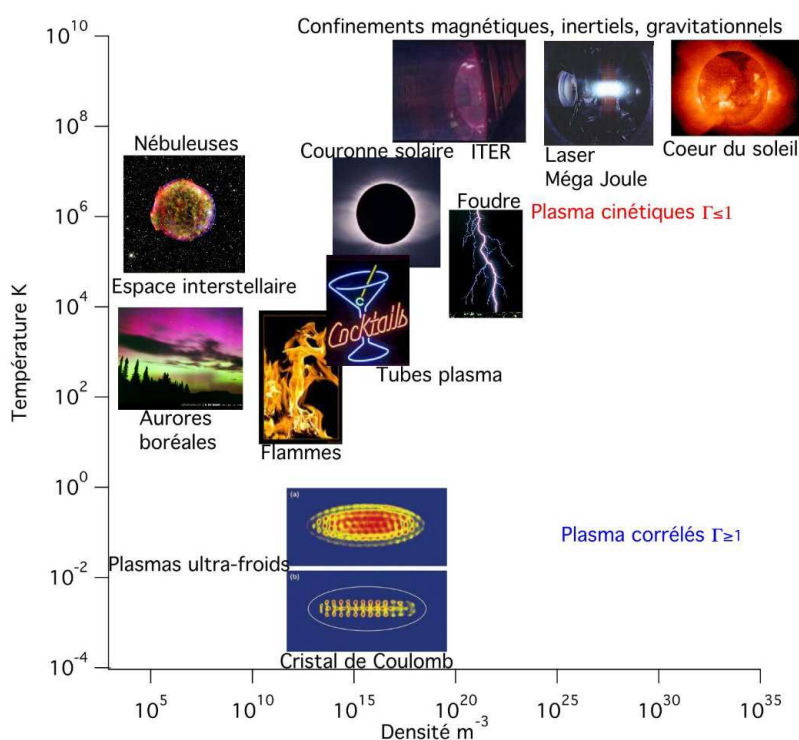 Confinements magnétiques, inertiels, gravitationnels
10^10
10^8
10^6
10^4
10^2
10^0
10^-2
10^-4
Température K
Nébuleuses
Couronne solaire
ITER
Laser
Méga Joule
Coeur du soleil
Foudre
Plasma cinétiques Γ≤1
Espace interstellaire
Cocktails
Tubes plasma
Aurores
boréales
Flammes
(a)
Plasma corrélés Γ≥1
Plasmas ultra-froids
(b)
Cristal de Coulomb
10^5
10^10
10^15
10^20
10^25
10^30
10^35
Densité m^-3